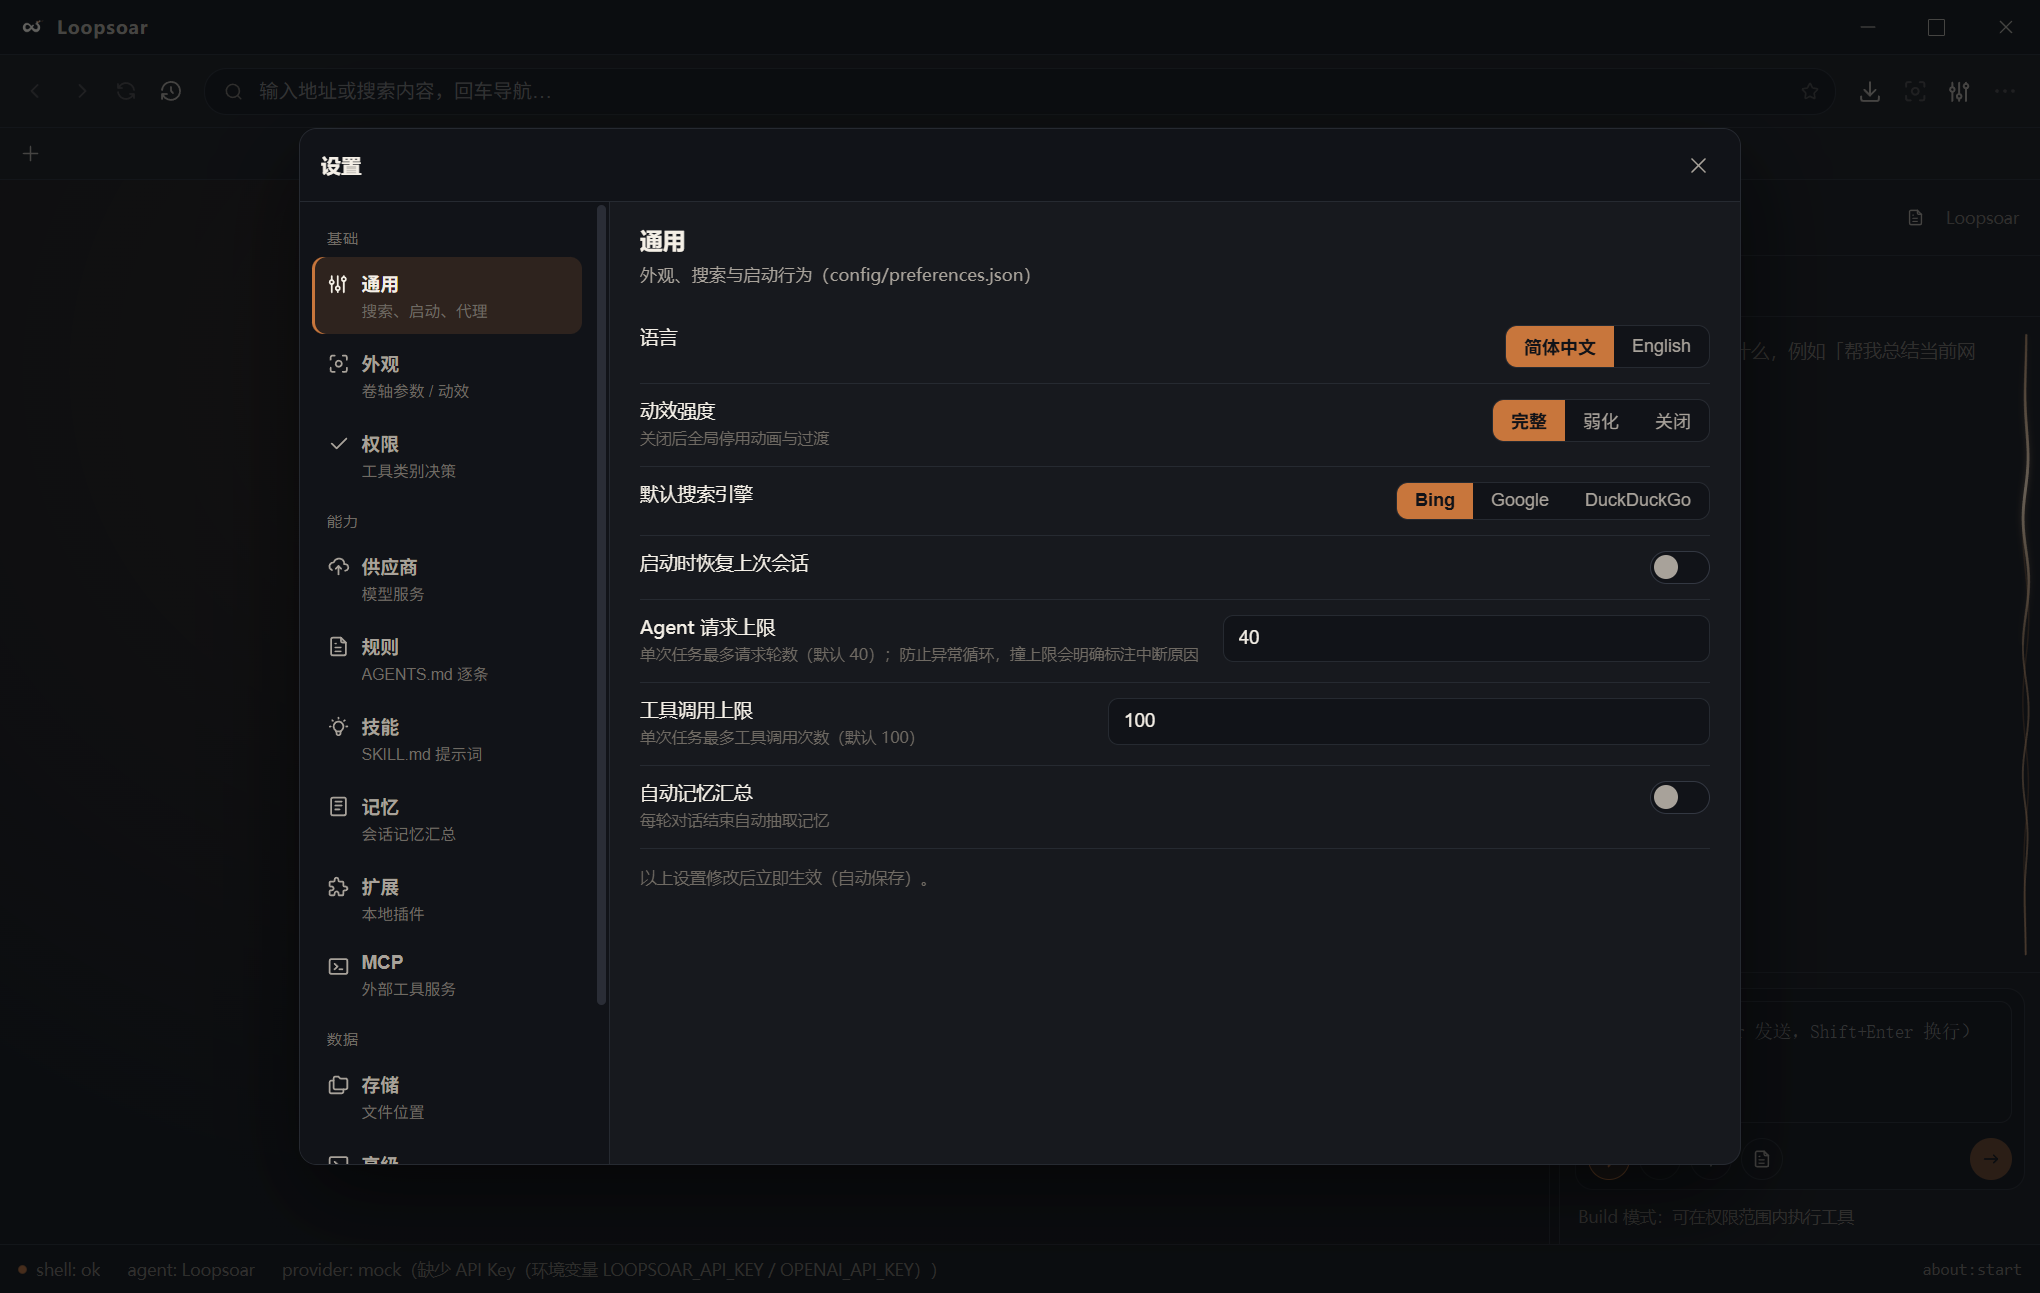 Loopsoar
输入地址或搜索内容，回车导航…
设置
Loopsoar
基础
通用
搜索、启动、代理
外观
卷轴参数 / 动效
权限
工具类别决策
能力
供应商
模型服务
规则
AGENTS.md 逐条
技能
SKILL.md 提示词
记忆
会话记忆汇总
扩展
本地插件
MCP
外部工具服务
数据
存储
文件位置
高级
通用
外观、搜索与启动行为（config/preferences.json）
语言
简体中文 English
动效强度
关闭后全局停用动画与过渡
完整 弱化 关闭
默认搜索引擎
Bing Google DuckDuckGo
启动时恢复上次会话
Agent 请求上限
单次任务最多请求轮数（默认 40）；防止异常循环，撞上限会明确标注中断原因
40
工具调用上限
单次任务最多工具调用次数（默认 100）
100
自动记忆汇总
每轮对话结束自动抽取记忆
以上设置修改后立即生效（自动保存）。
什么，例如「帮我总结当前网
发送，Shift+Enter 换行）
Build 模式：可在权限范围内执行工具
shell: ok agent: Loopsoar provider: mock（缺少 API Key（环境变量 LOOPSOAR_API_KEY / OPENAI_API_KEY））
about:start